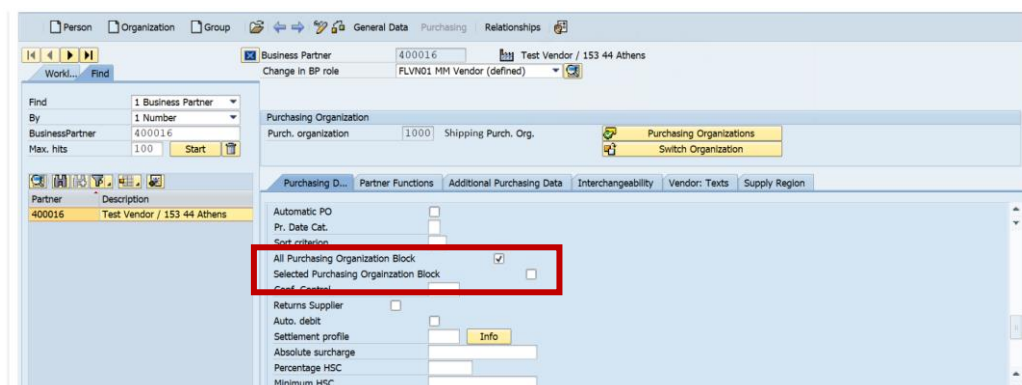 Person Organization Group General Data Purchasing Relationships
Business Partner 400016 Test Vendor / 153 44 Athens
Workl... Find
Change in BP role FLVN01 MM Vendor (defined)
Find 1 Business Partner
By 1 Number
BusinessPartner 400016
Max. hits 100 Start
Purchasing Organization
Purch. organization 1000 Shipping Purch. Org. Purchasing Organizations
Switch Organization
Partner Description
400016 Test Vendor / 153 44 Athens
Purchasing D... Partner Functions Additional Purchasing Data Interchangeability Vendor: Texts Supply Region
Automatic PO
Pr. Date Cat.
Sort criterion
All Purchasing Organization Block
Selected Purchasing Orgainzation Block
Conf. Control
Returns Supplier
Auto. debit
Settlement profile Info
Absolute surcharge
Percentage HSC
Minimum HSC